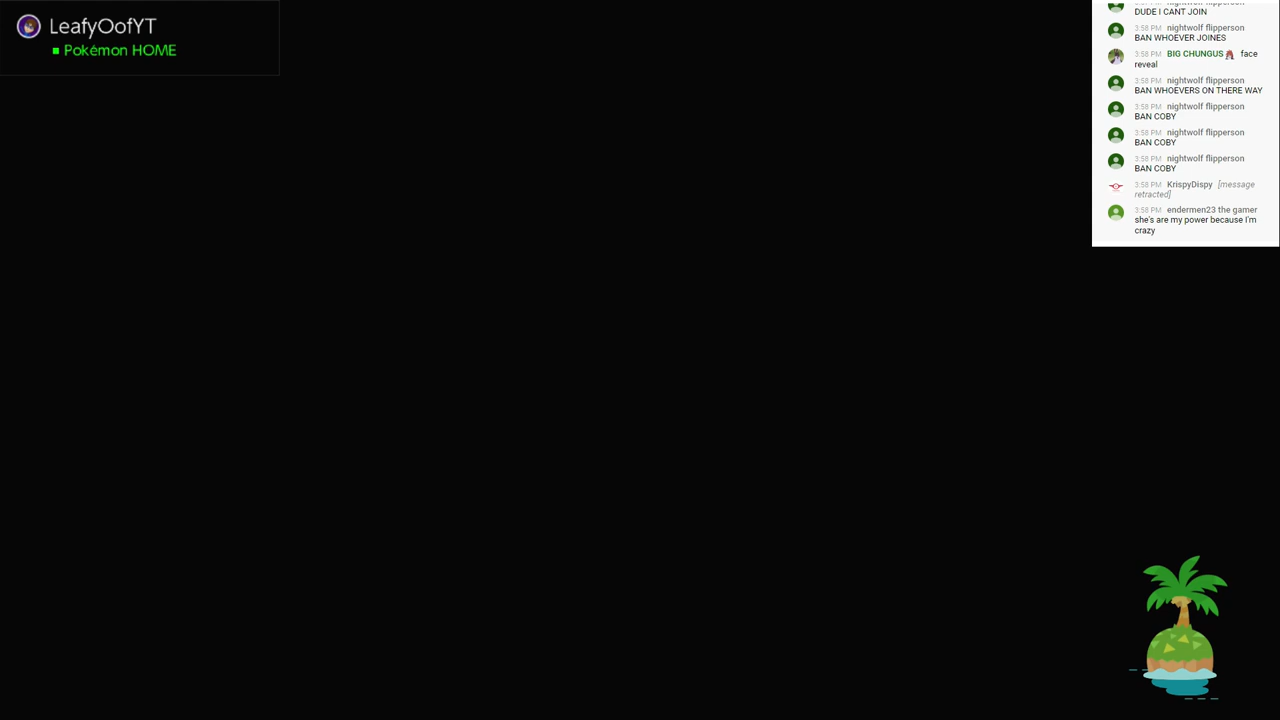 LeafyOofYT
Pokémon HOME
DUDE I CANT JOIN
3:58 PM nightwolf flipperson
BAN WHOEVER JOINES
3:58 PM BIG CHUNGUS face
reveal
3:58 PM nightwolf flipperson
BAN WHOEVERS ON THERE WAY
3:58 PM nightwolf flipperson
BAN COBY
3:58 PM nightwolf flipperson
BAN COBY
3:58 PM nightwolf flipperson
BAN COBY
3:58 PM KrispyDispy [message
retracted]
3:58 PM endermen23 the gamer
she's are my power because I'm
crazy